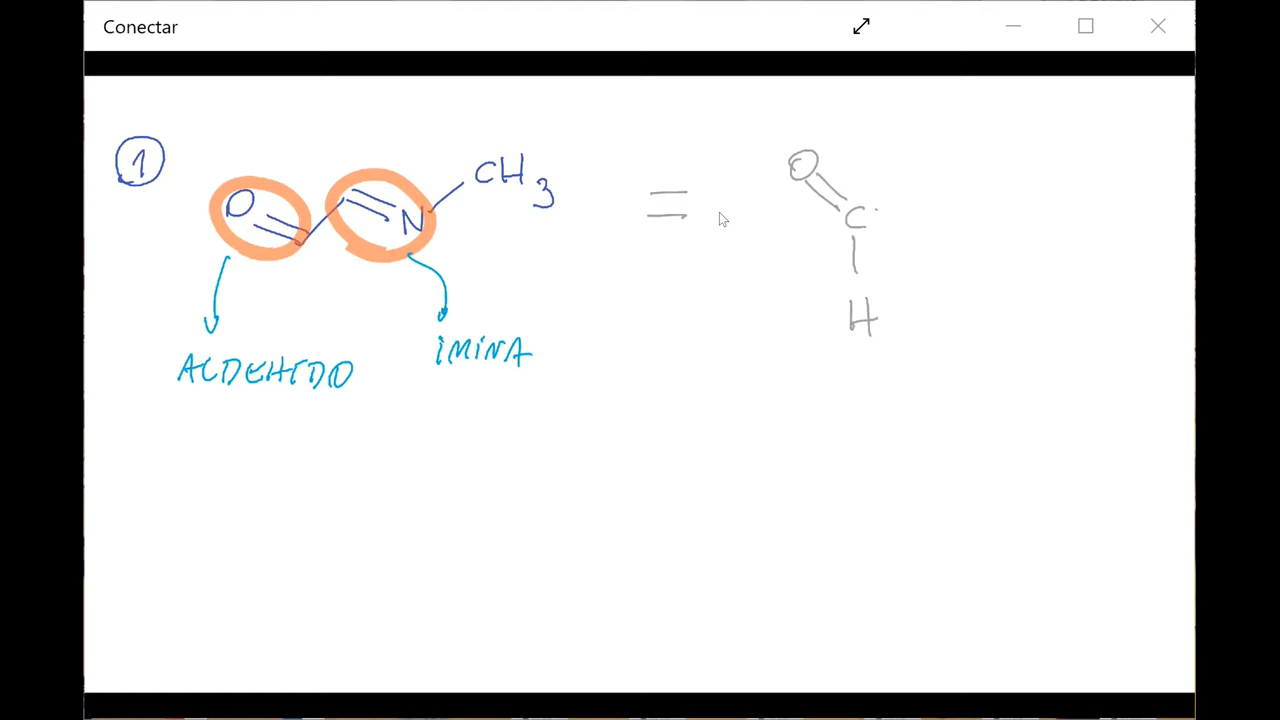 Conectar
1
O N CH3
ALDEHIDO
IMINA
=
O
C
H